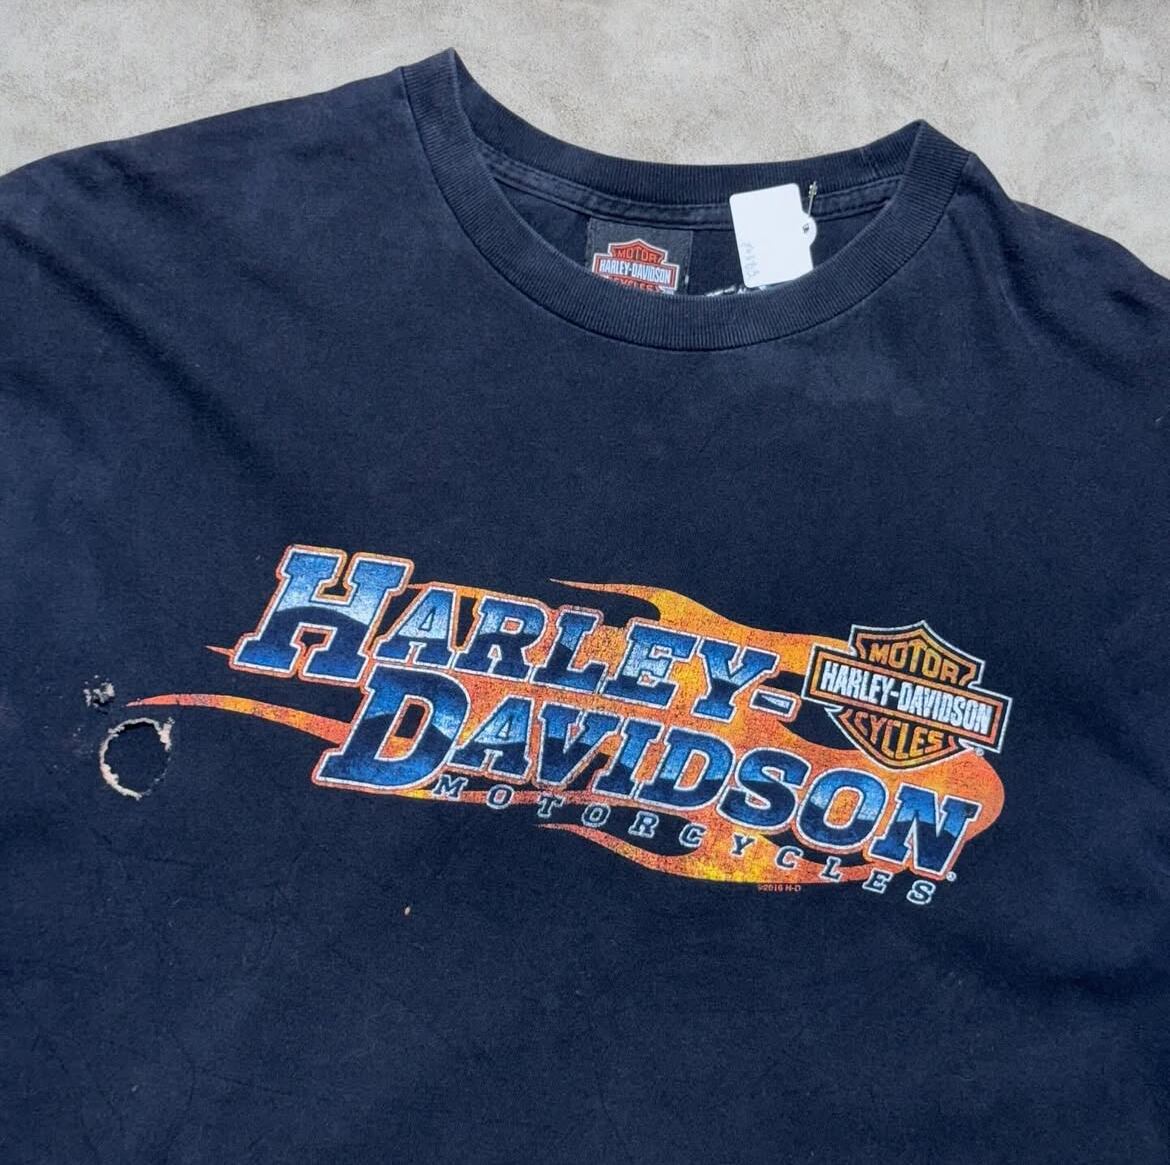 MOTOR
HARLEY-DAVIDSON
CYCLES
HARLEY-
DAVIDSON
MOTORCYCLES
MOTOR
HARLEY-DAVIDSON
CYCLES
®
®
©2016 H-D